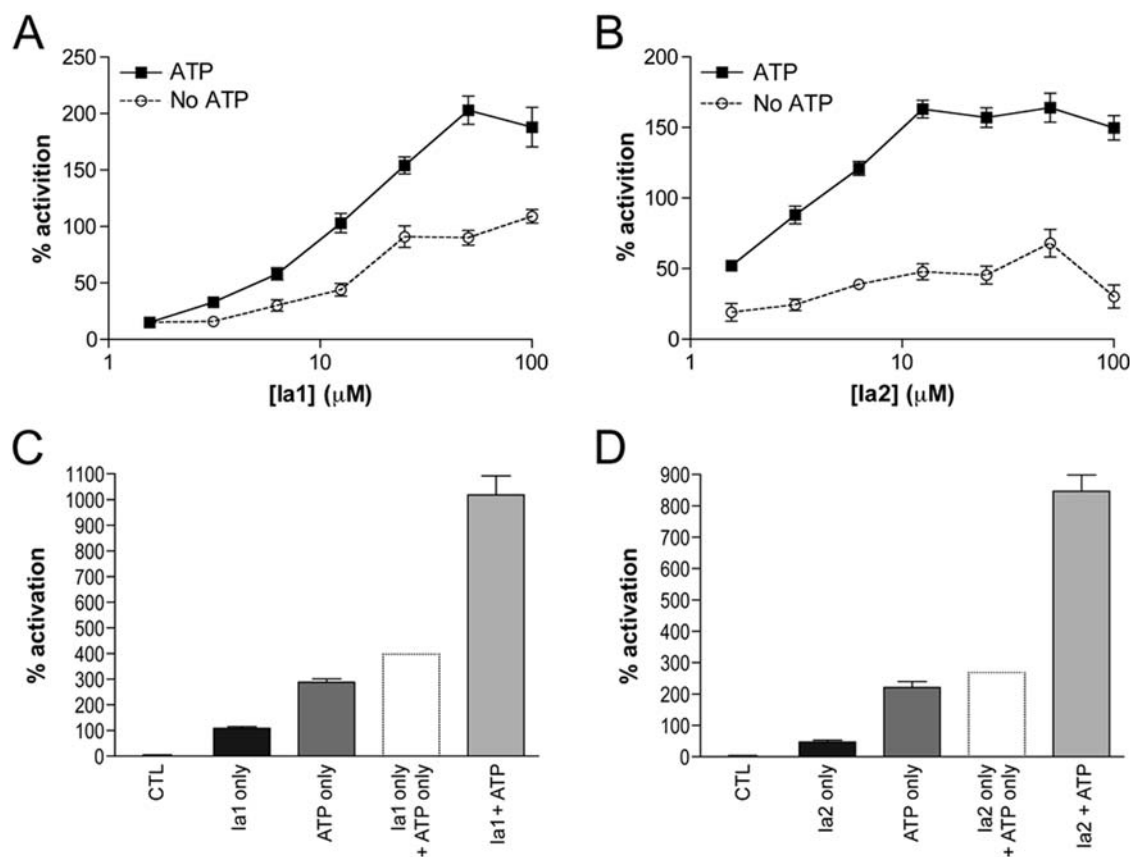 A
% activition
250
200
150
100
50
0
ATP
No ATP
1
10
100
[Ia1] (μM)
B
% activition
200
150
100
50
0
ATP
No ATP
1
10
100
[Ia2] (μM)
C
% activation
1100
1000
900
800
700
600
500
400
300
200
100
0
CTL
Ia1 only
ATP only
Ia1 only
+ ATP only
Ia1 + ATP
D
% activation
900
800
700
600
500
400
300
200
100
0
CTL
Ia2 only
ATP only
Ia2 only
+ ATP only
Ia2 + ATP